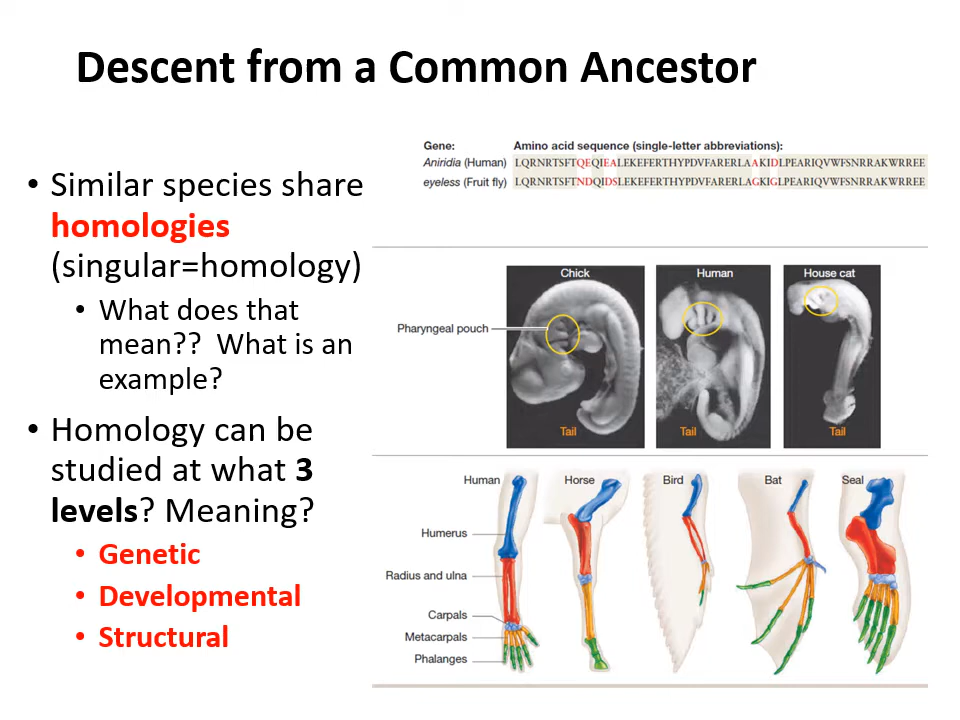 Descent from a Common Ancestor
• Similar species share
homologies
(singular=homology)
• What does that
mean?? What is an
example?
• Homology can be
studied at what 3
levels? Meaning?
• Genetic
• Developmental
• Structural
Gene: Amino acid sequence (single-letter abbreviations):
Aniridia (Human) LQRNRTSFTQEQIEALEKEFERTHYPDVFARERLAAKIDLPEARIQVWFSNRRAKWRREE
eyeless (Fruit fly) LQRNRTSFTNDQIDSLEKEFERTHYPDVFARERLAGKIGLPEARIQVWFSNRRAKWRREE
Chick Human House cat
Pharyngeal pouch
Tail Tail Tail
Human Horse Bird Bat Seal
Humerus
Radius and ulna
Carpals
Metacarpals
Phalanges